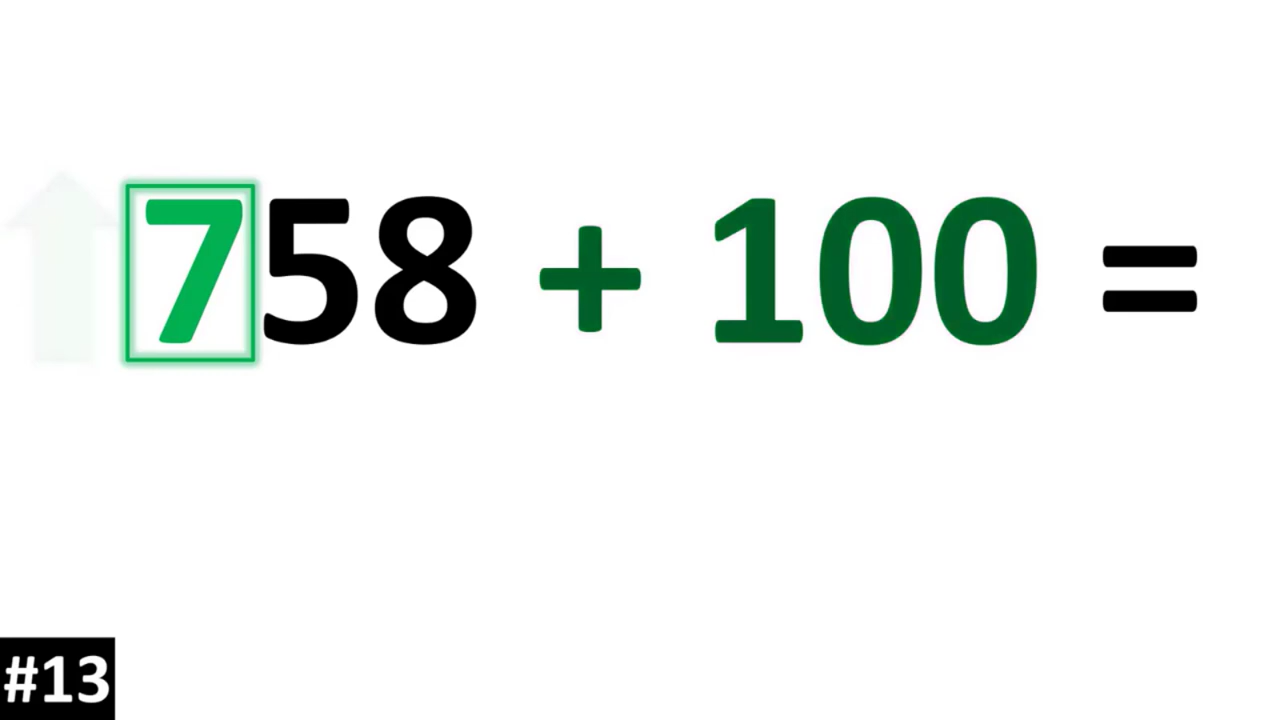 758 + 100 =
#13